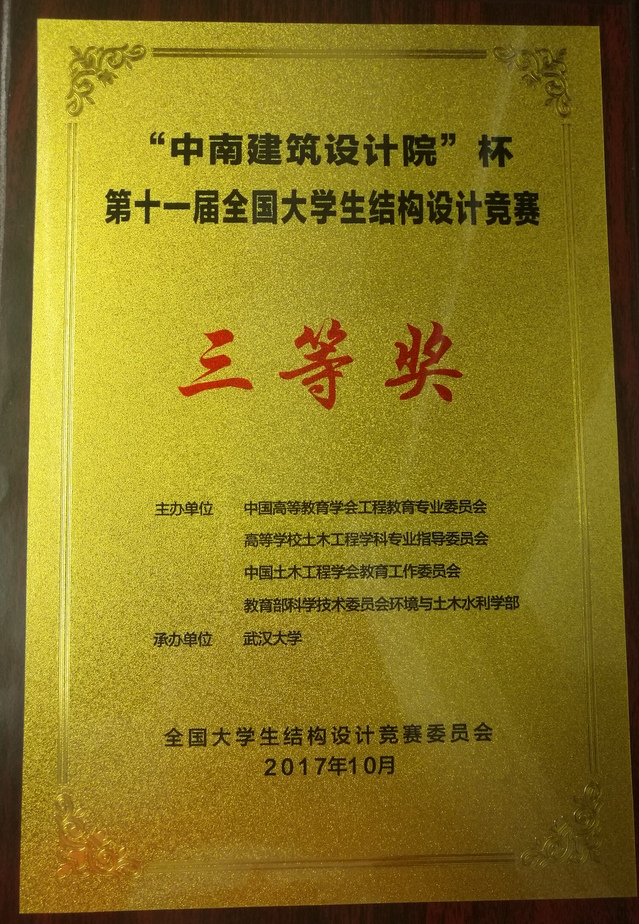 “中南建筑设计院”杯
第十一届全国大学生结构设计竞赛
三等奖
主办单位 中国高等教育学会工程教育专业委员会
高等学校土木工程学科专业指导委员会
中国土木工程学会教育工作委员会
教育部科学技术委员会环境与土木水利学部
承办单位 武汉大学
全国大学生结构设计竞赛委员会
2017年10月